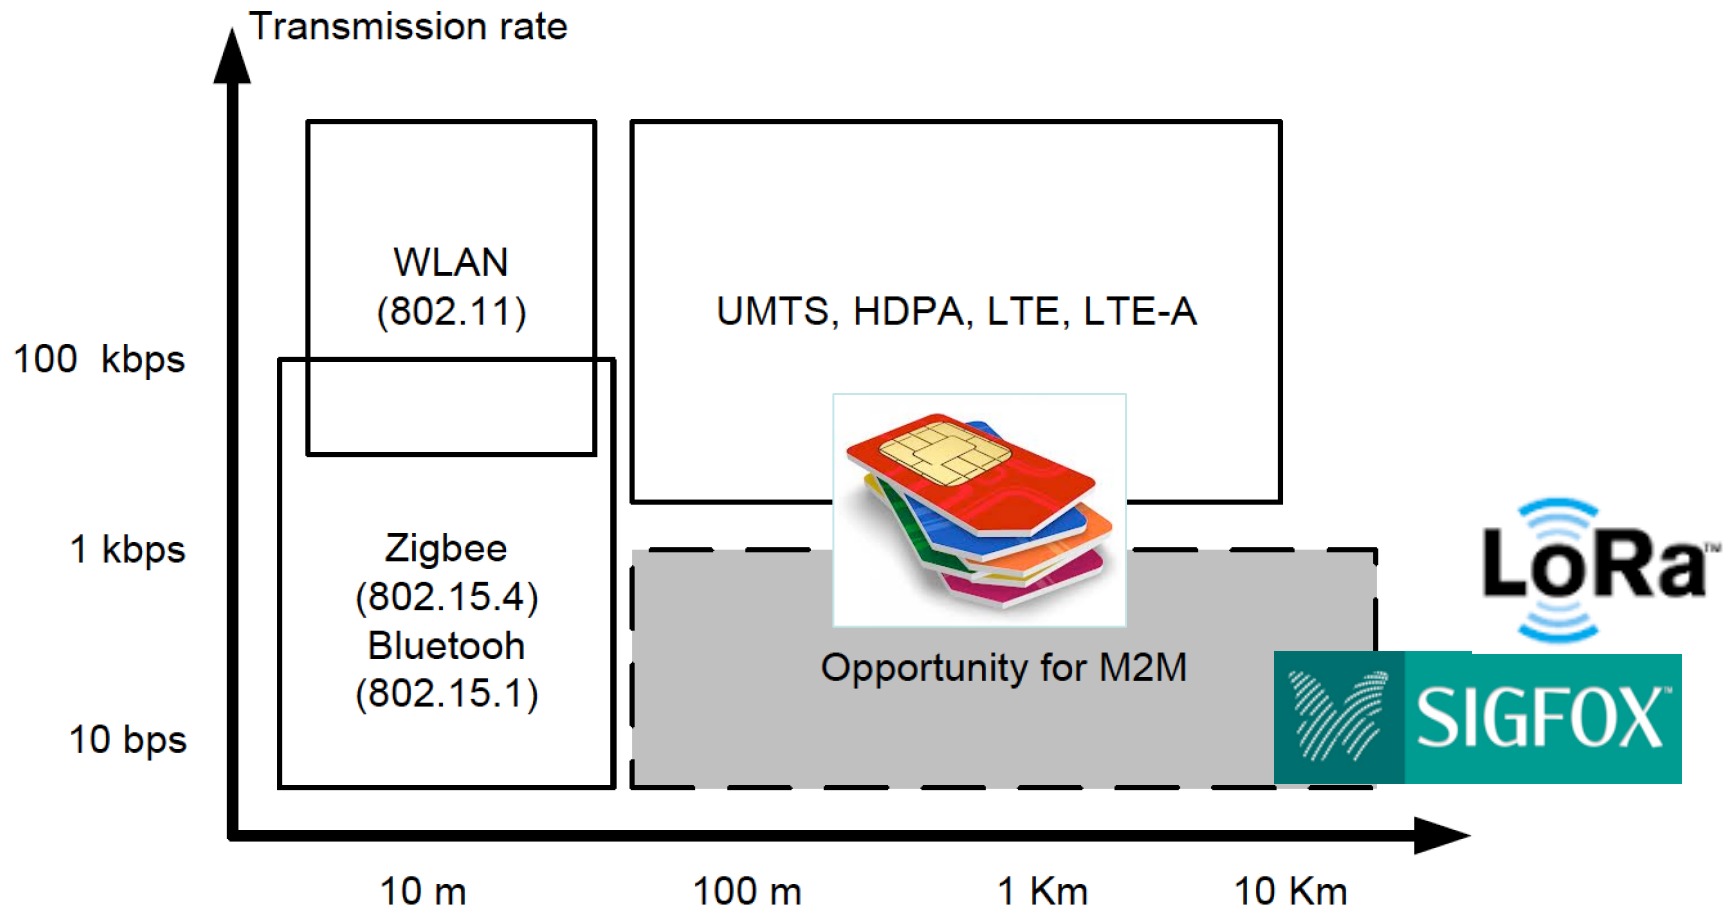 Transmission rate
WLAN
(802.11)
UMTS, HDPA, LTE, LTE-A
100 kbps
1 kbps
Zigbee
(802.15.4)
Bluetooh
(802.15.1)
LoRa™
Opportunity for M2M
SIGFOX™
10 bps
10 m
100 m
1 Km
10 Km